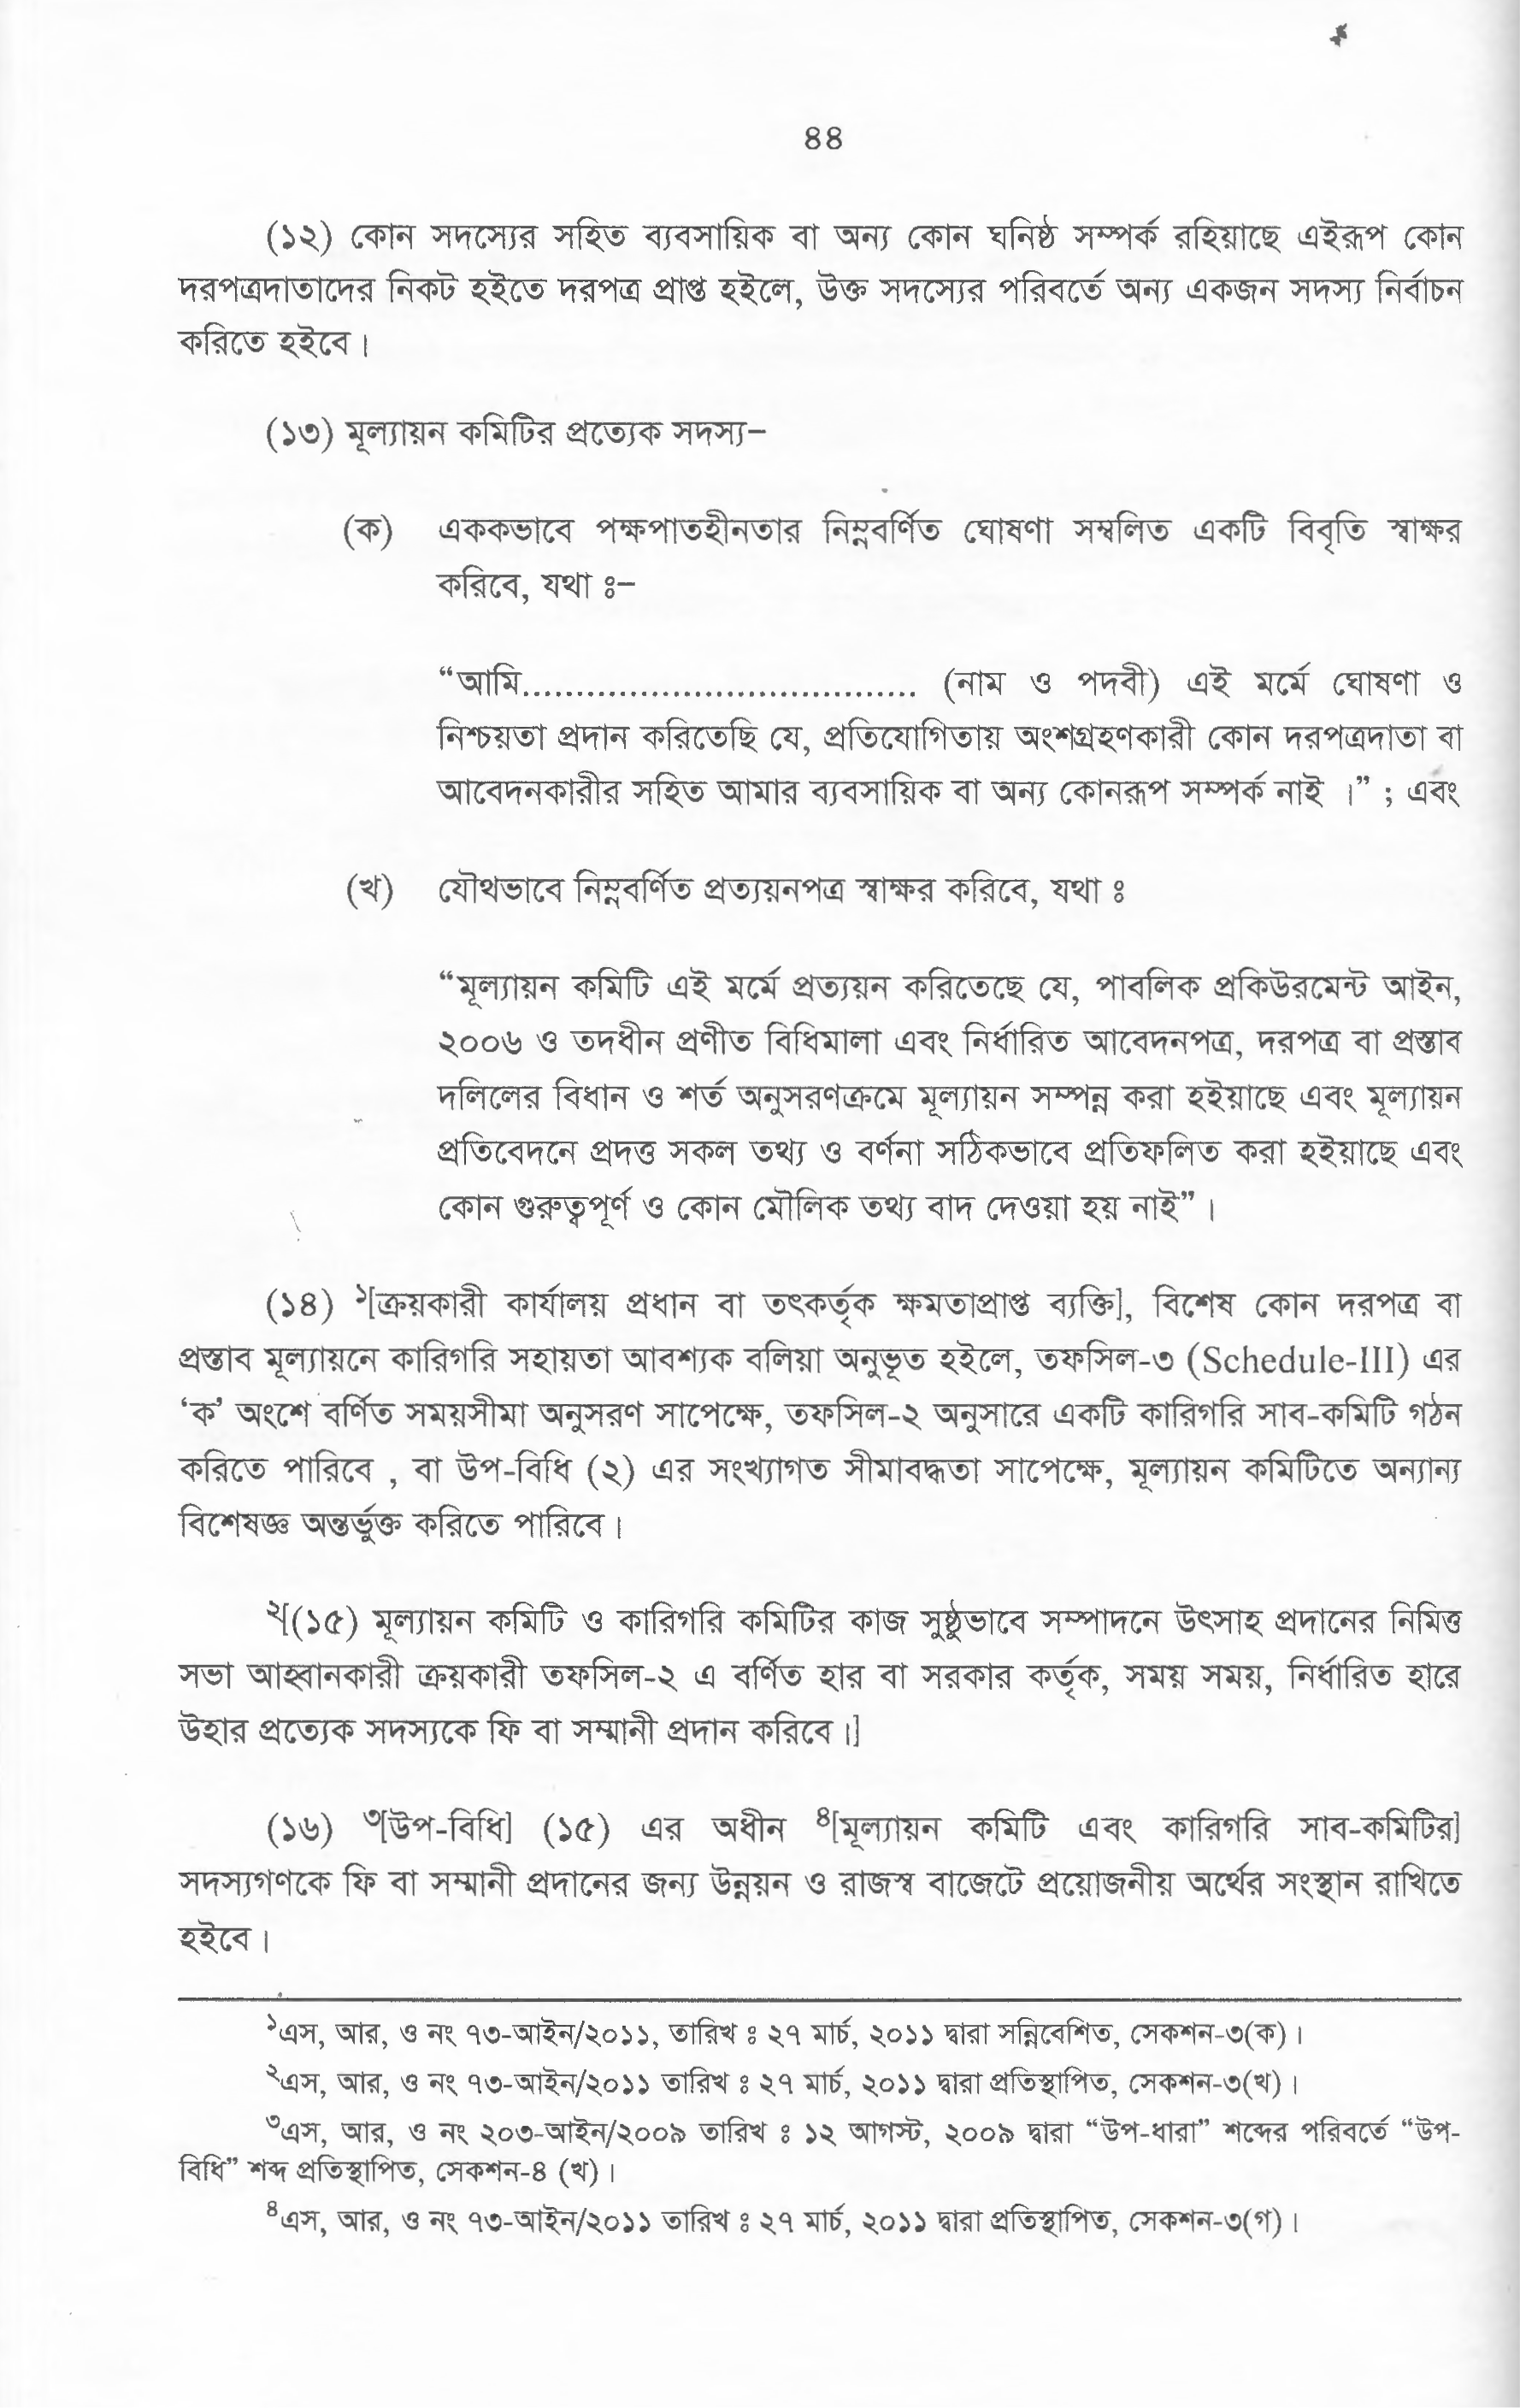 ৪৪
(১২) কোন সদস্যের সহিত ব্যবসায়িক বা অন্য কোন ঘনিষ্ঠ সম্পর্ক রহিয়াছে এইরূপ কোন
দরপত্রদাতাদের নিকট হইতে দরপত্র প্রাপ্ত হইলে, উক্ত সদস্যের পরিবর্তে অন্য একজন সদস্য নির্বাচন
করিতে হইবে।
(১৩) মূল্যায়ন কমিটির প্রত্যেক সদস্য–
(ক) এককভাবে পক্ষপাতহীনতার নিম্নবর্ণিত ঘোষণা সম্বলিত একটি বিবৃতি স্বাক্ষর
করিবে, যথা ঃ–
“আমি..................................... (নাম ও পদবী) এই মর্মে ঘোষণা ও
নিশ্চয়তা প্রদান করিতেছি যে, প্রতিযোগিতায় অংশগ্রহণকারী কোন দরপত্রদাতা বা
আবেদনকারীর সহিত আমার ব্যবসায়িক বা অন্য কোনরূপ সম্পর্ক নাই ।” ; এবং
(খ) যৌথভাবে নিম্নবর্ণিত প্রত্যয়নপত্র স্বাক্ষর করিবে, যথা ঃ
“মূল্যায়ন কমিটি এই মর্মে প্রত্যয়ন করিতেছে যে, পাবলিক প্রকিউরমেন্ট আইন,
২০০৬ ও তদধীন প্রণীত বিধিমালা এবং নির্ধারিত আবেদনপত্র, দরপত্র বা প্রস্তাব
দলিলের বিধান ও শর্ত অনুসরণক্রমে মূল্যায়ন সম্পন্ন করা হইয়াছে এবং মূল্যায়ন
প্রতিবেদনে প্রদত্ত সকল তথ্য ও বর্ণনা সঠিকভাবে প্রতিফলিত করা হইয়াছে এবং
কোন গুরুত্বপূর্ণ ও কোন মৌলিক তথ্য বাদ দেওয়া হয় নাই”।
(১৪) ১[ক্রয়কারী কার্যালয় প্রধান বা তৎকর্তৃক ক্ষমতাপ্রাপ্ত ব্যক্তি], বিশেষ কোন দরপত্র বা
প্রস্তাব মূল্যায়নে কারিগরি সহায়তা আবশ্যক বলিয়া অনুভূত হইলে, তফসিল-৩ (Schedule-III) এর
‘ক’ অংশে বর্ণিত সময়সীমা অনুসরণ সাপেক্ষে, তফসিল-২ অনুসারে একটি কারিগরি সাব-কমিটি গঠন
করিতে পারিবে , বা উপ-বিধি (২) এর সংখ্যাগত সীমাবদ্ধতা সাপেক্ষে, মূল্যায়ন কমিটিতে অন্যান্য
বিশেষজ্ঞ অন্তর্ভুক্ত করিতে পারিবে।
২[(১৫) মূল্যায়ন কমিটি ও কারিগরি কমিটির কাজ সুষ্ঠুভাবে সম্পাদনে উৎসাহ প্রদানের নিমিত্ত
সভা আহ্বানকারী ক্রয়কারী তফসিল-২ এ বর্ণিত হার বা সরকার কর্তৃক, সময় সময়, নির্ধারিত হারে
উহার প্রত্যেক সদস্যকে ফি বা সম্মানী প্রদান করিবে।]
(১৬) ৩[উপ-বিধি] (১৫) এর অধীন ৪[মূল্যায়ন কমিটি এবং কারিগরি সাব-কমিটির]
সদস্যগণকে ফি বা সম্মানী প্রদানের জন্য উন্নয়ন ও রাজস্ব বাজেটে প্রয়োজনীয় অর্থের সংস্থান রাখিতে
হইবে।
১এস, আর, ও নং ৭৩-আইন/২০১১, তারিখ ঃ ২৭ মার্চ, ২০১১ দ্বারা সন্নিবেশিত, সেকশন-৩(ক)।
২এস, আর, ও নং ৭৩-আইন/২০১১ তারিখ ঃ ২৭ মার্চ, ২০১১ দ্বারা প্রতিস্থাপিত, সেকশন-৩(খ)।
৩এস, আর, ও নং ২০৩-আইন/২০০৯ তারিখ ঃ ১২ আগস্ট, ২০০৯ দ্বারা “উপ-ধারা” শব্দের পরিবর্তে “উপ-
বিধি” শব্দ প্রতিস্থাপিত, সেকশন-৪ (খ)।
৪এস, আর, ও নং ৭৩-আইন/২০১১ তারিখ ঃ ২৭ মার্চ, ২০১১ দ্বারা প্রতিস্থাপিত, সেকশন-৩(গ)।